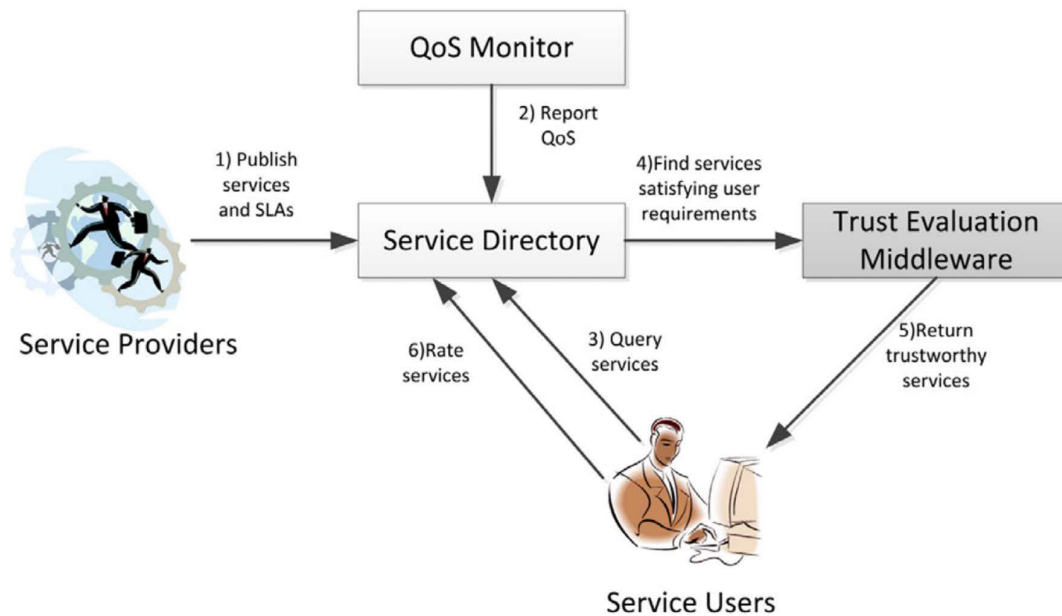 QoS Monitor
2) Report
QoS
1) Publish
services
and SLAs
4)Find services
satisfying user
requirements
Service Directory
Trust Evaluation
Middleware
Service Providers
6)Rate
services
3) Query
services
5)Return
trustworthy
services
Service Users